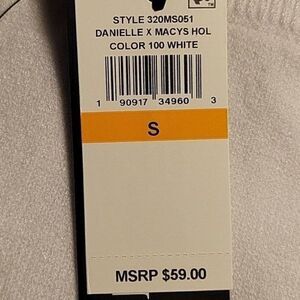 STYLE 320MS051
DANIELLE X MACYS HOL
COLOR 100 WHITE
1 90917 34960 3
S
MSRP $59.00